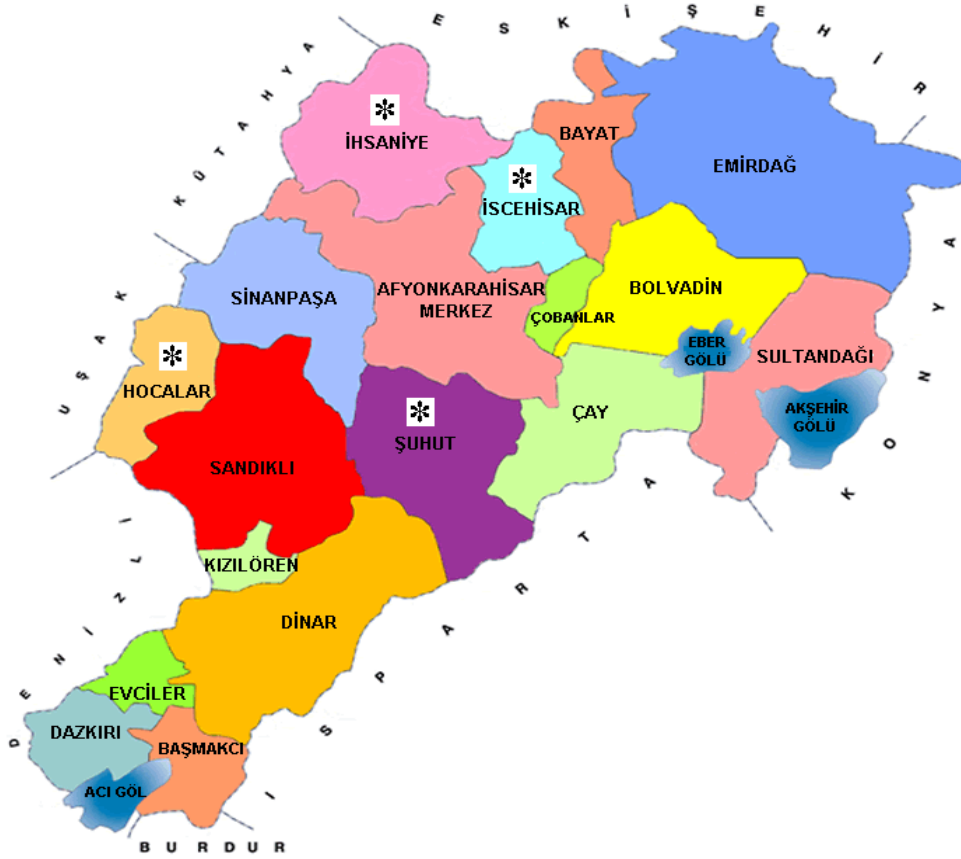 ESKİŞEHİR
KÜTAHYA
✻
İHSANİYE
BAYAT
EMİRDAĞ
✻
İSCEHİSAR
KONYA
SİNANPAŞA
AFYONKARAHİSAR
MERKEZ
BOLVADİN
ÇOBANLAR
UŞAK
✻
HOCALAR
EBER
GÖLÜ
SULTANDAĞI
✻
ŞUHUT
ÇAY
AKŞEHİR
GÖLÜ
SANDIKLI
KIZILÖREN
DİNAR
ISPARTA
DENİZLİ
EVCİLER
DAZKIRI
BAŞMAKCI
ACI GÖL
BURDUR